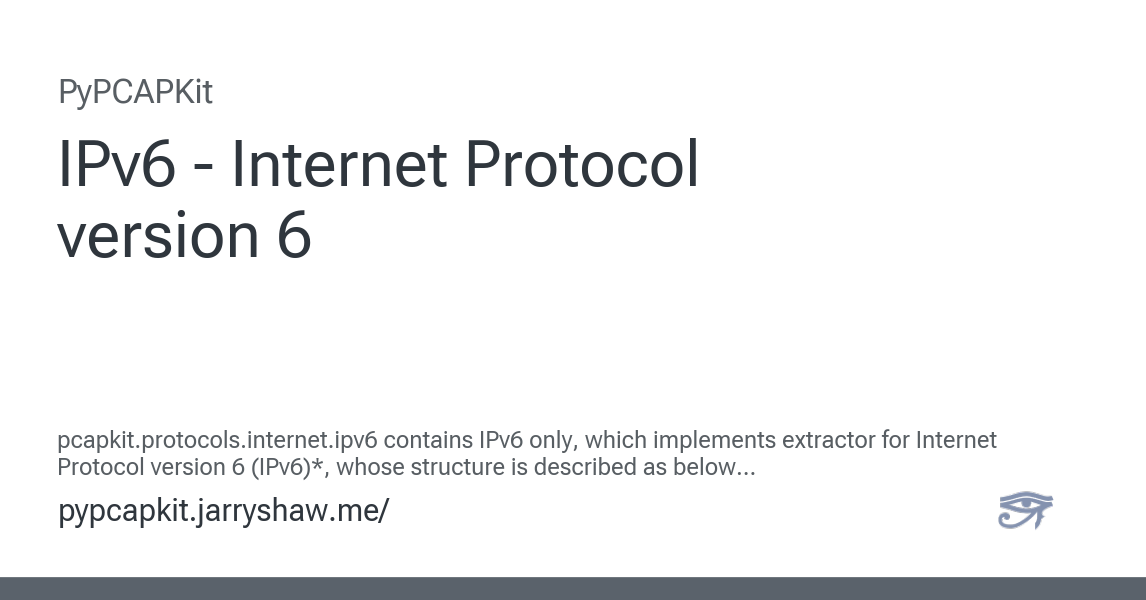 PyPCAPKit
IPv6 - Internet Protocol
version 6
pcapkit.protocols.internet.ipv6 contains IPv6 only, which implements extractor for Internet
Protocol version 6 (IPv6)*, whose structure is described as below...
pypcapkit.jarryshaw.me/